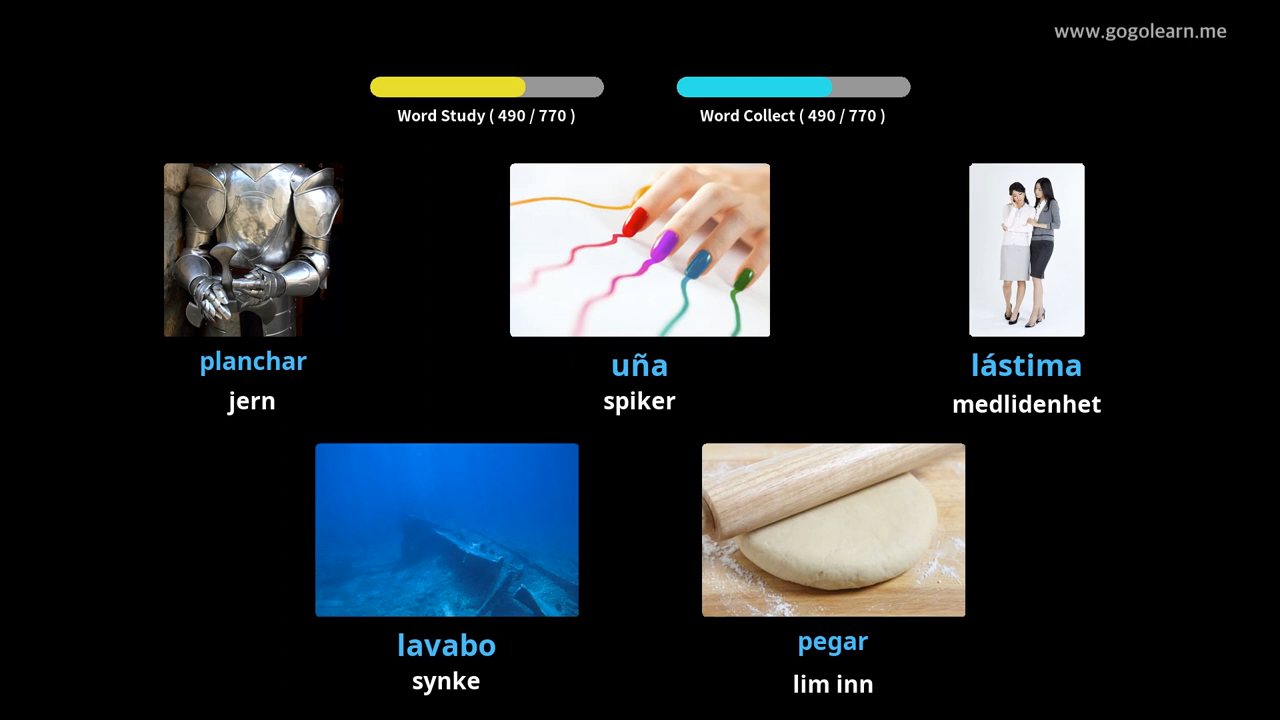 www.gogolearn.me
Word Study ( 490 / 770 )
Word Collect ( 490 / 770 )
planchar
jern
uña
spiker
lástima
medlidenhet
lavabo
synke
pegar
lim inn